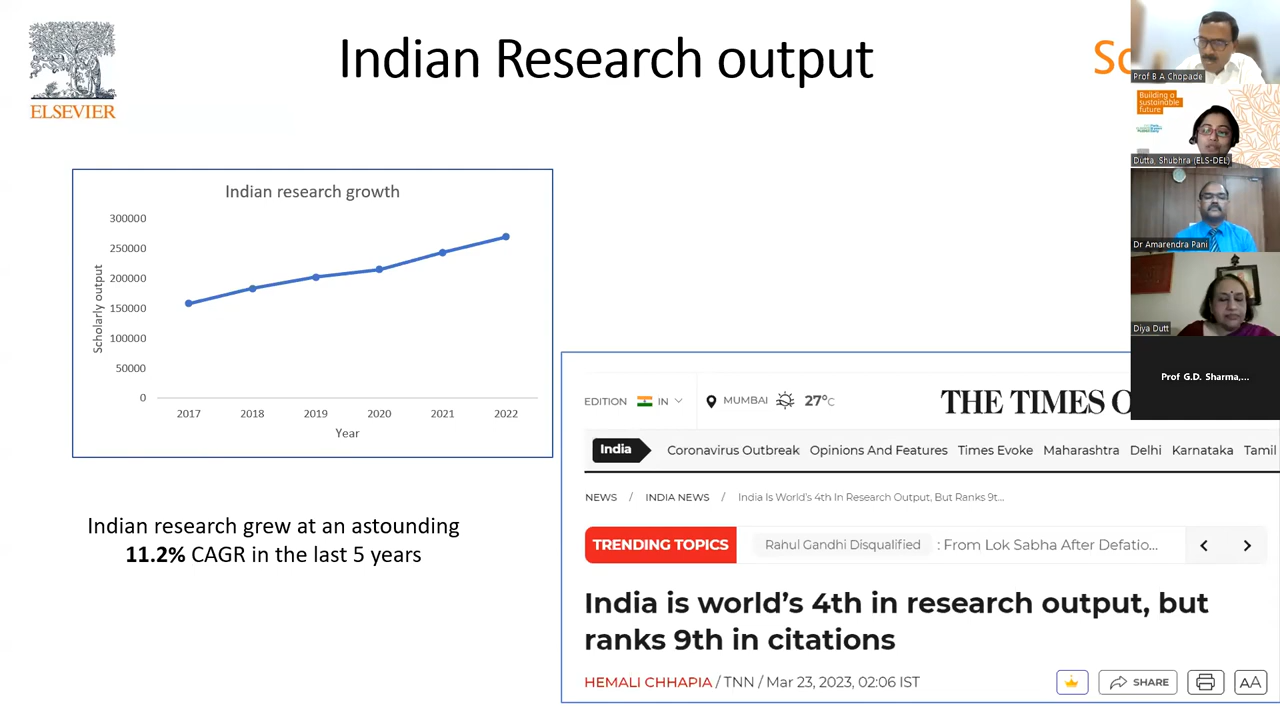 ELSEVIER
Indian Research output
Indian research growth
300000
250000
200000
150000
100000
50000
0
Scholarly output
2017 2018 2019 2020 2021 2022
Year
Indian research grew at an astounding
11.2% CAGR in the last 5 years
EDITION IN MUMBAI 27°C
THE TIMES O
India Coronavirus Outbreak Opinions And Features Times Evoke Maharashtra Delhi Karnataka Tamil
NEWS / INDIA NEWS / India Is World's 4th In Research Output, But Ranks 9t...
TRENDING TOPICS Rahul Gandhi Disqualified : From Lok Sabha After Defatio...
India is world's 4th in research output, but
ranks 9th in citations
HEMALI CHHAPIA / TNN / Mar 23, 2023, 02:06 IST
SHARE AA
Prof B A Chopade
Building a
sustainable
future
Dutta, Shubhra (ELS-DEL)
Dr Amarendra Pani
Diya Dutt
Prof G.D. Sharma,...